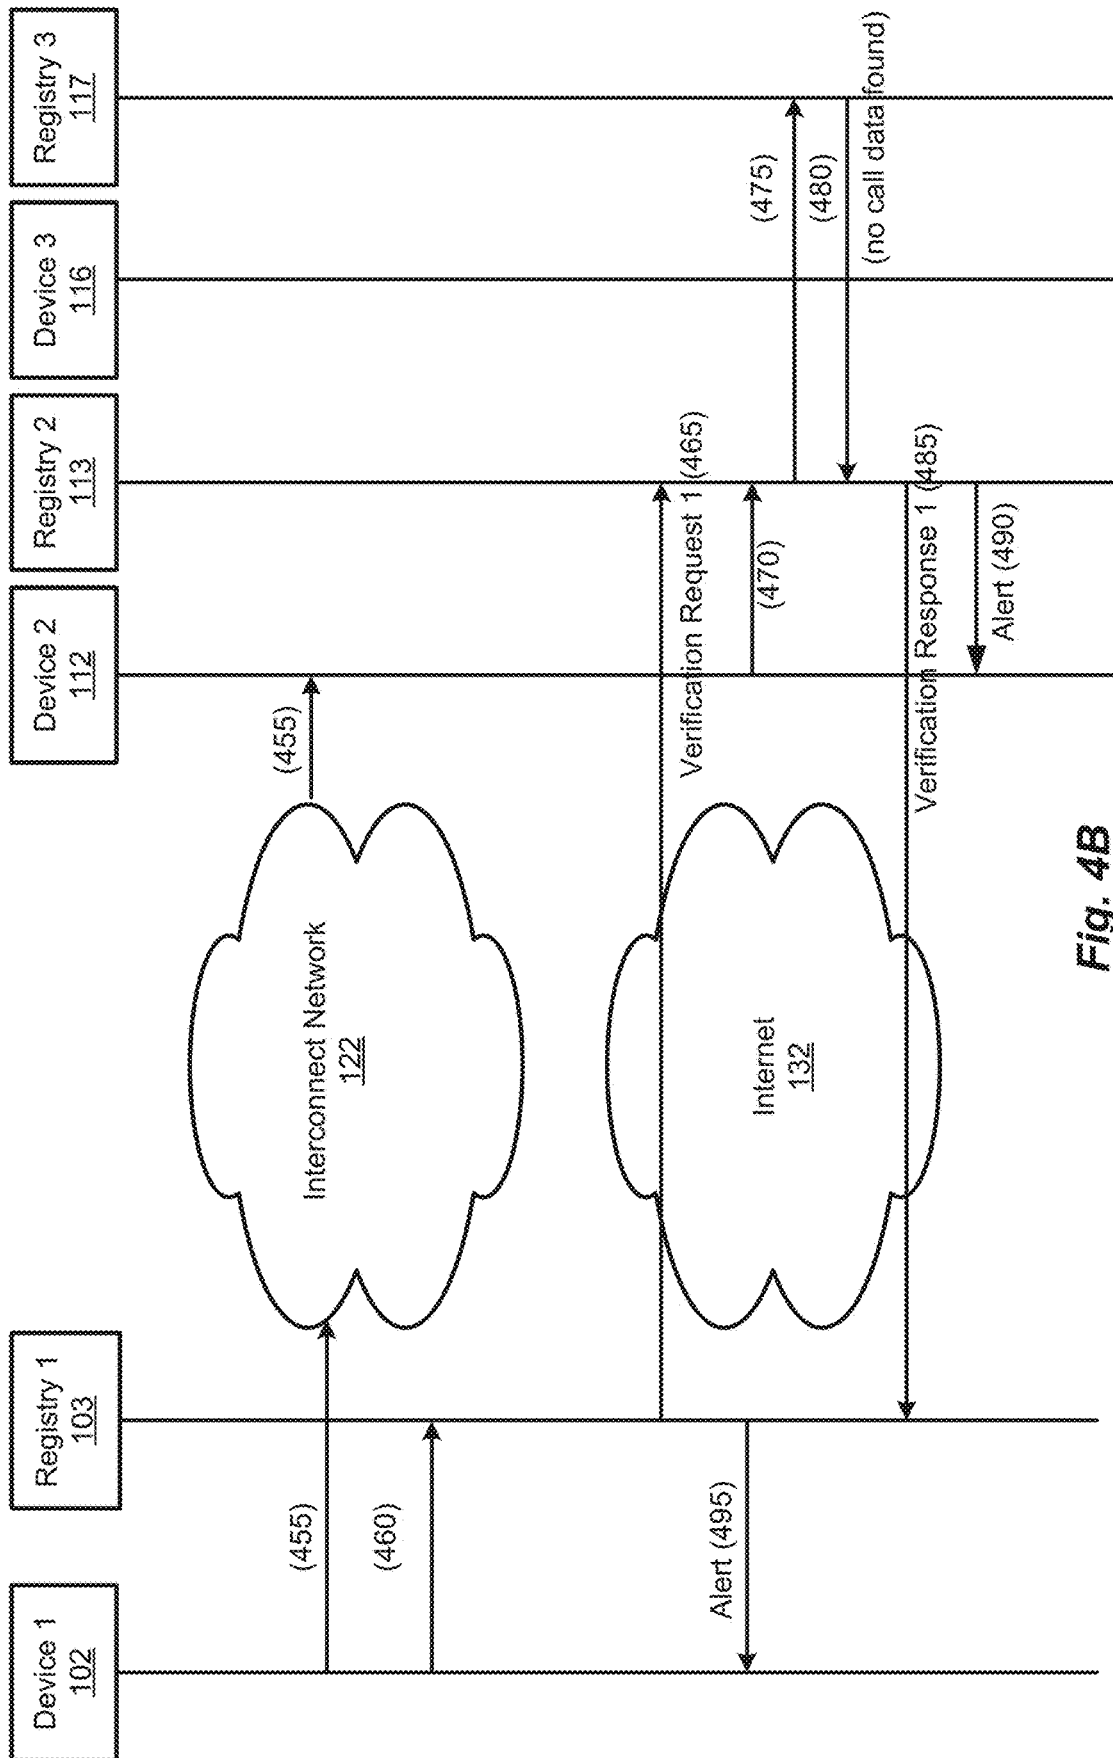 Device 1
102
Registry 1
103
Device 2
112
Registry 2
113
Device 3
116
Registry 3
117
(455)
(455)
Interconnect Network
122
(460)
Verification Request 1 (465)
Alert (495)
(470)
(475)
Internet
132
(480)
(no call data found)
Verification Response 1 (485)
Alert (490)
Fig. 4B